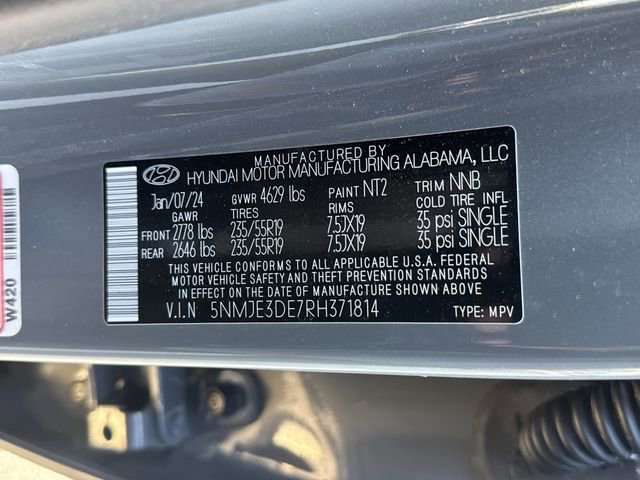 MANUFACTURED BY
HYUNDAI MOTOR MANUFACTURING ALABAMA, LLC
Jan/07/24 GVWR 4629 lbs PAINT NT2 TRIM NNB
GAWR TIRES RIMS COLD TIRE INFL
FRONT 2778 lbs 235/55R19 7.5JX19 35 psi SINGLE
REAR 2646 lbs 235/55R19 7.5JX19 35 psi SINGLE
THIS VEHICLE CONFORMS TO ALL APPLICABLE U.S.A. FEDERAL
MOTOR VEHICLE SAFETY AND THEFT PREVENTION STANDARDS
IN EFFECT ON THE DATE OF MANUFACTURE SHOWN ABOVE
V.I.N 5NMJE3DE7RH371814 TYPE: MPV
W420